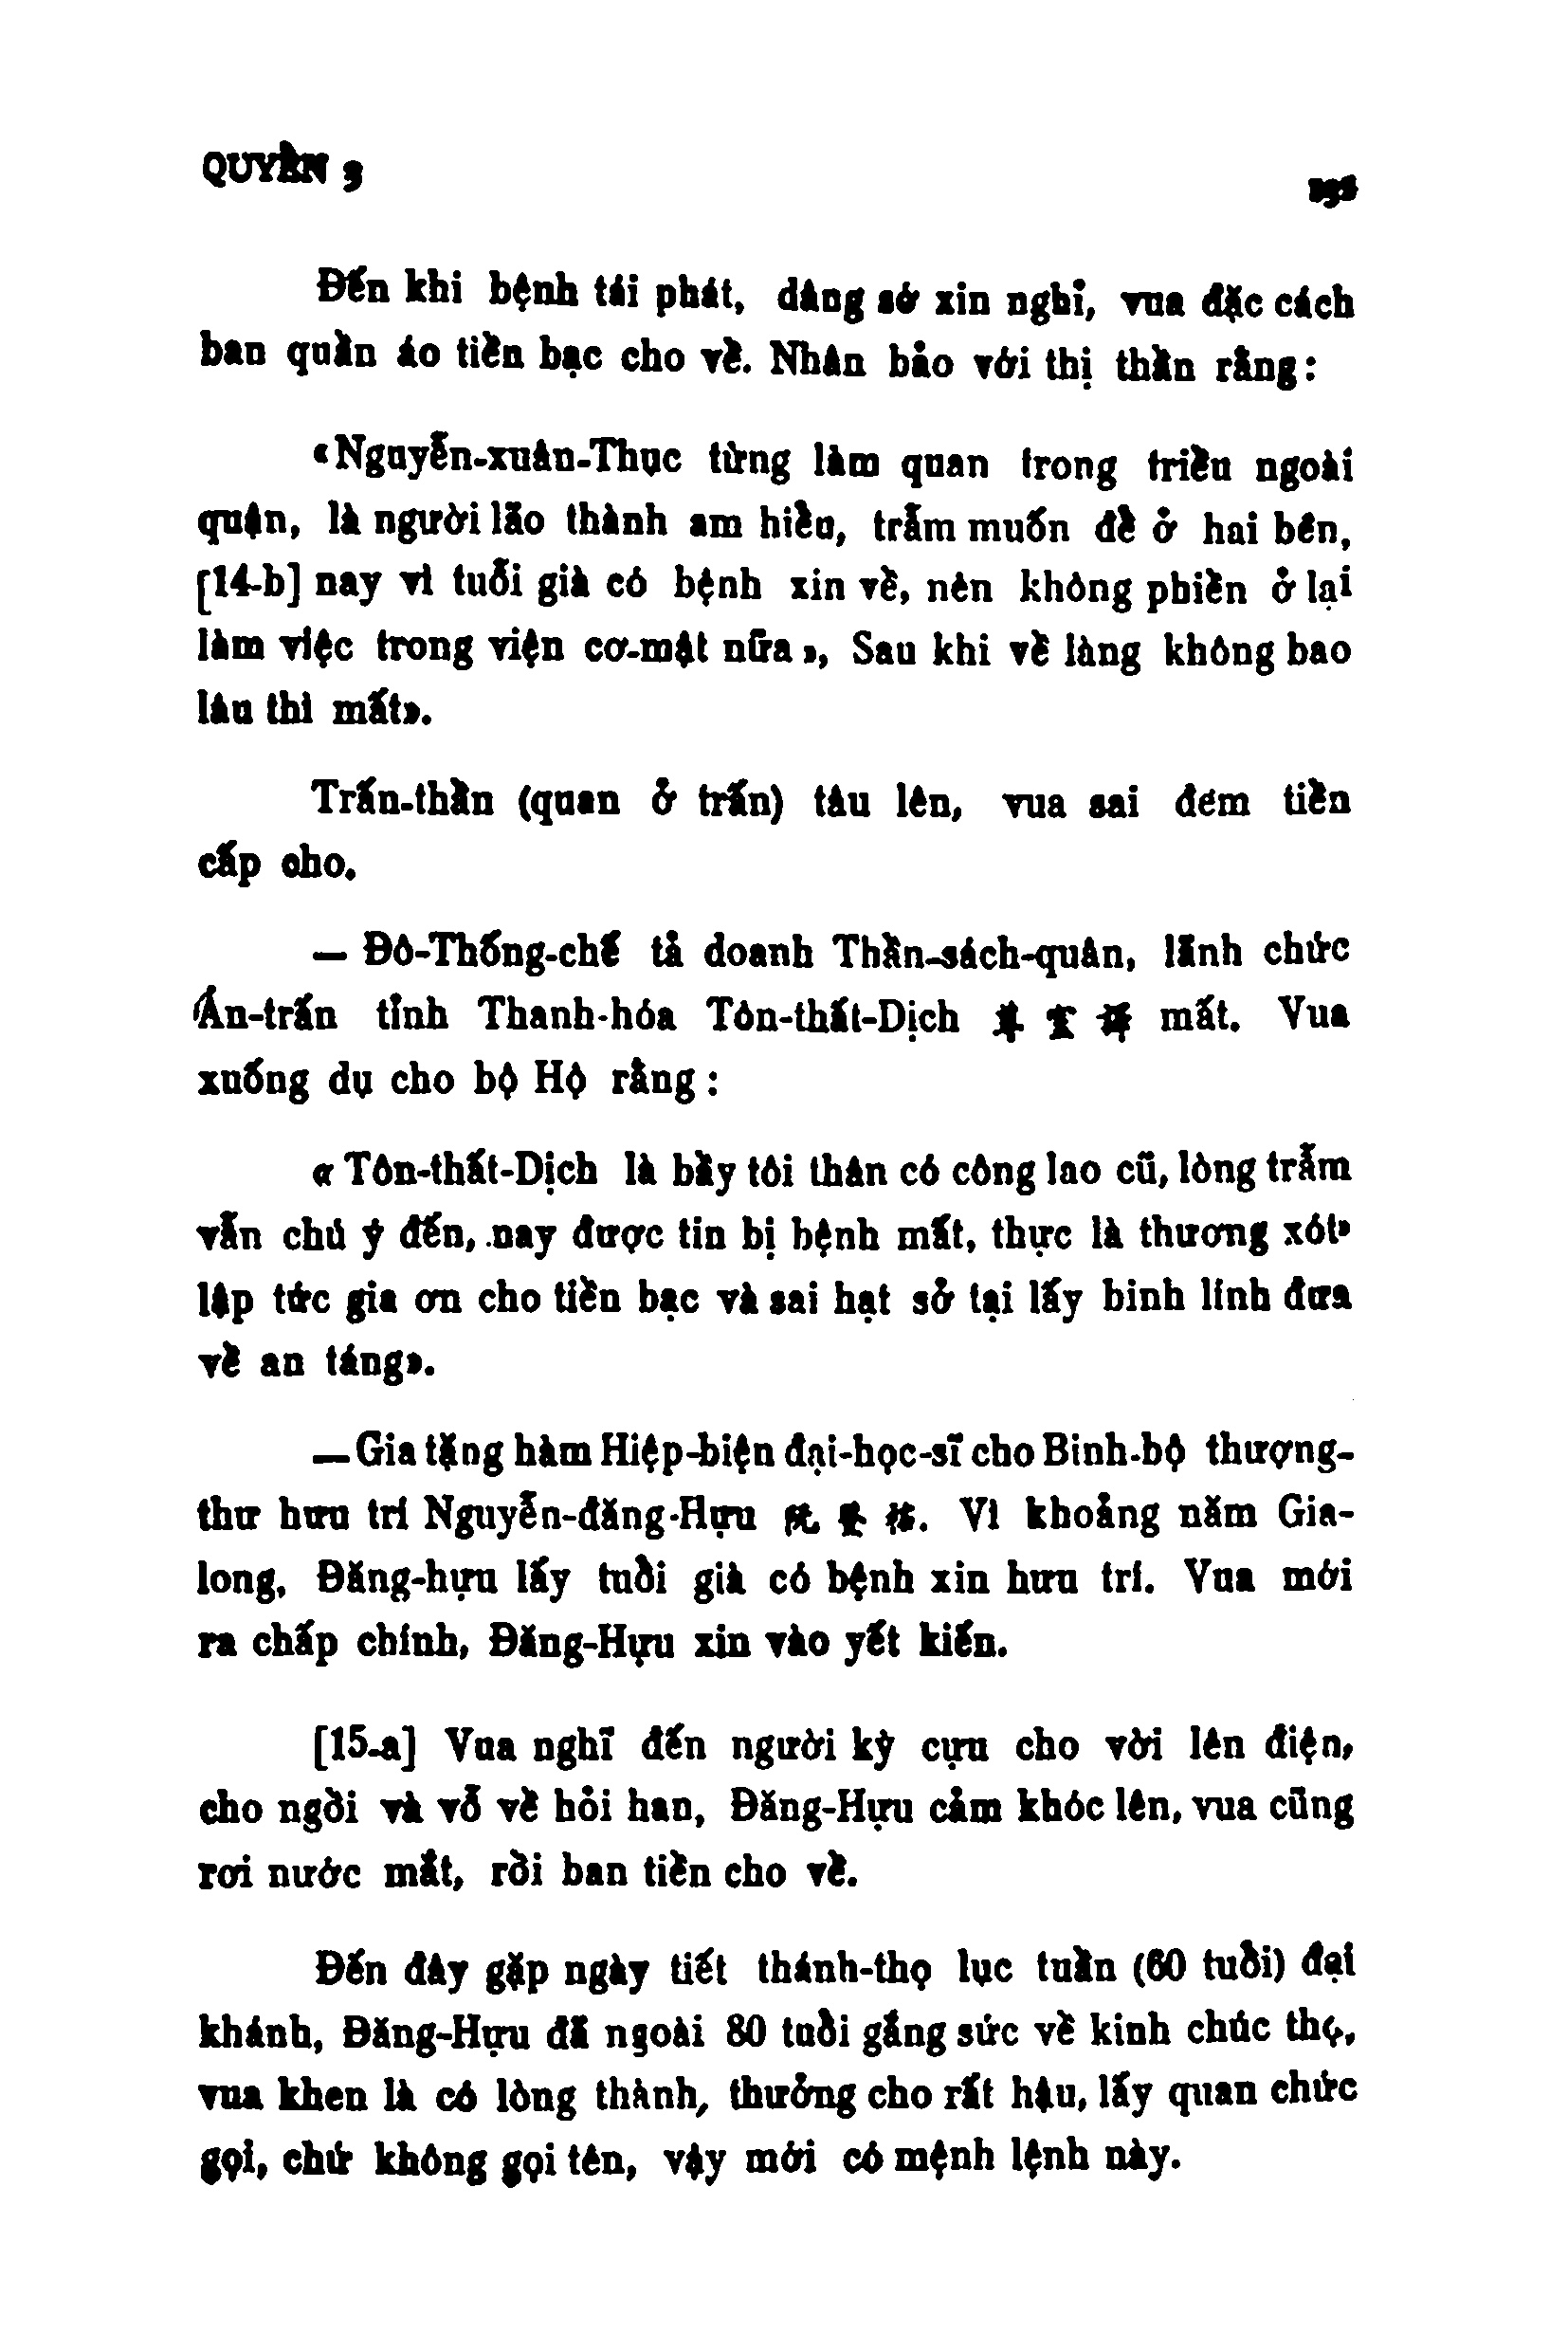 QUYỂN 3
Đến khi bệnh tái phát, dâng sớ xin nghỉ, vua đặc cách
ban quần áo tiền bạc cho về. Nhân bảo với thị thần rằng:
«Nguyễn-xuân-Thục từng làm quan trong triều ngoài
quận, là người lão thành am hiểu, trẫm muốn để ở hai bên,
[14-b] nay vì tuổi già có bệnh xin về, nên không phiền ở lại
làm việc trong viện cơ-mật nữa», Sau khi về làng không bao
lâu thì mất».
Trấn-thần (quan ở trấn) tâu lên, vua sai đem tiền
cấp cho.
— Đô-Thống-chế tả doanh Thần-sách-quân, lãnh chức
Án-trấn tỉnh Thanh-hóa Tôn-thất-Dịch mất. Vua
xuống dụ cho bộ Hộ rằng:
« Tôn-thất-Dịch là bầy tôi thân có công lao cũ, lòng trẫm
vẫn chú ý đến, nay được tin bị bệnh mất, thực là thương xót»
lập tức gia ơn cho tiền bạc và sai hạt sở tại lấy binh lính đưa
về an táng».
— Gia tặng hàm Hiệp-biện đại-học-sĩ cho Binh-bộ thượng-
thư hưu trí Nguyễn-đăng-Hựu. Vì khoảng năm Gia-
long, Đăng-hựu lấy tuổi già có bệnh xin hưu trí. Vua mới
ra chấp chính, Đăng-Hựu xin vào yết kiến.
[15-a] Vua nghĩ đến người kỳ cựu cho vời lên điện,
cho ngồi và vỗ về hỏi han, Đăng-Hựu cảm khóc lên, vua cũng
rơi nước mắt, rồi ban tiền cho về.
Đến đây gặp ngày tiết thánh-thọ lục tuần (60 tuổi) đại
khánh, Đăng-Hựu đã ngoài 80 tuổi gắng sức về kinh chúc thọ,
vua khen là có lòng thành, thưởng cho rất hậu, lấy quan chức
gọi, chứ không gọi tên, vậy mới có mệnh lệnh này.